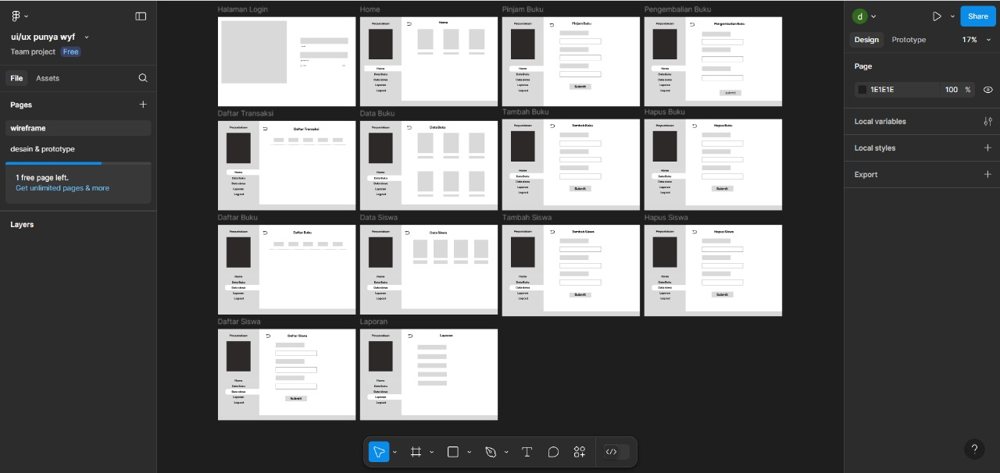 ui/ux punya wyf
Team project Free
File Assets
Pages
wireframe
desain & prototype
1 free page left.
Get unlimited pages & more
Layers
Halaman Login
Home
Perpustakaan
Home
Home
Data Buku
Data siswa
Laporan
Logout
Pinjam Buku
Perpustakaan
Pinjam Buku
Home
Data Buku
Data siswa
Laporan
Logout
Submit
Pengembalian Buku
Perpustakaan
Pengembalian Buku
Home
Data Buku
Data siswa
Laporan
Logout
submit
Daftar Transaksi
Perpustakaan
Daftar Transaksi
Home
Data Buku
Data siswa
Laporan
Logout
Data Buku
Perpustakaan
Data Buku
Home
Data Buku
Data siswa
Laporan
Logout
Tambah Buku
Perpustakaan
Tambah Buku
Home
Data Buku
Data siswa
Laporan
Logout
Submit
Hapus Buku
Perpustakaan
Hapus Buku
Home
Data Buku
Data siswa
Laporan
Logout
Submit
Daftar Buku
Perpustakaan
Daftar Buku
Home
Data Buku
Data siswa
Laporan
Logout
Data Siswa
Perpustakaan
Data Siswa
Home
Data Buku
Data siswa
Laporan
Logout
Tambah Siswa
Perpustakaan
Tambah Siswa
Home
Data Buku
Data siswa
Laporan
Logout
Submit
Hapus Siswa
Perpustakaan
Hapus Siswa
Home
Data Buku
Data siswa
Laporan
Logout
Submit
Daftar Siswa
Perpustakaan
Daftar Siswa
Home
Data Buku
Data siswa
Laporan
Logout
Submit
Laporan
Perpustakaan
Laporan
Home
Data Buku
Data siswa
Laporan
Logout
d
Share
Design Prototype 17%
Page
1E1E1E 100 %
Local variables
Local styles
Export
?